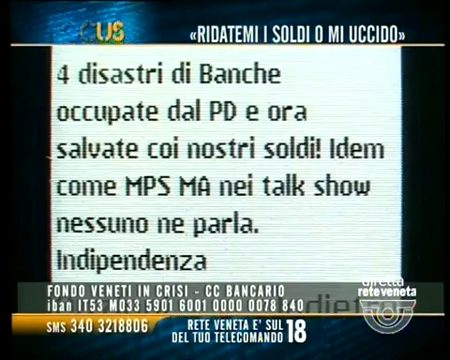 CUS
«RIDATEMI I SOLDI O MI UCCIDO»
4 disastri di Banche
occupate dal PD e ora
salvate coi nostri soldi! Idem
come MPS MA nei talk show
nessuno ne parla.
Indipendenza
FONDO VENETI IN CRISI - CC BANCARIO
iban IT53 M033 5901 6001 0000 0078 840
diretta
reteveneta
SMS 340 3218806
RETE VENETA E' SUL
DEL TUO TELECOMANDO 18